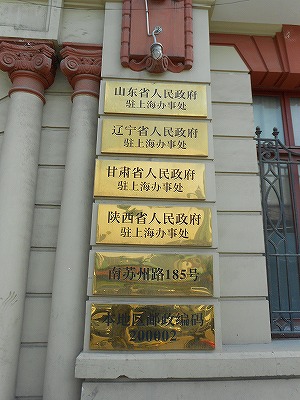 山东省人民政府
驻上海办事处
辽宁省人民政府
驻上海办事处
甘肃省人民政府
驻上海办事处
陕西省人民政府
驻上海办事处
南苏州路185号
本地区邮政编码
200002